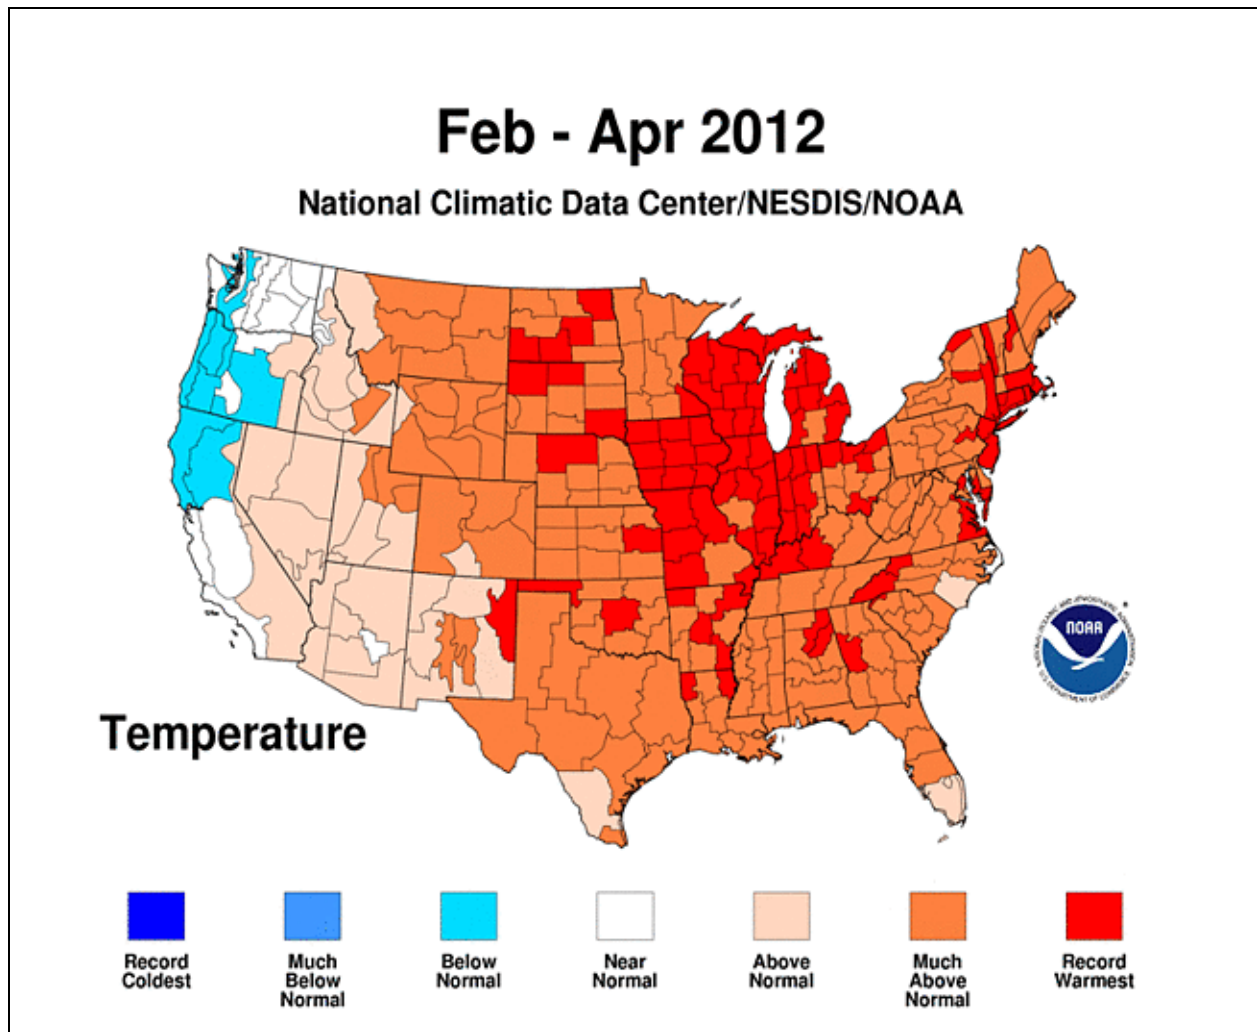 Feb - Apr 2012
National Climatic Data Center/NESDIS/NOAA
NOAA
Temperature
Record
Coldest
Much
Below
Normal
Below
Normal
Near
Normal
Above
Normal
Much
Above
Normal
Record
Warmest